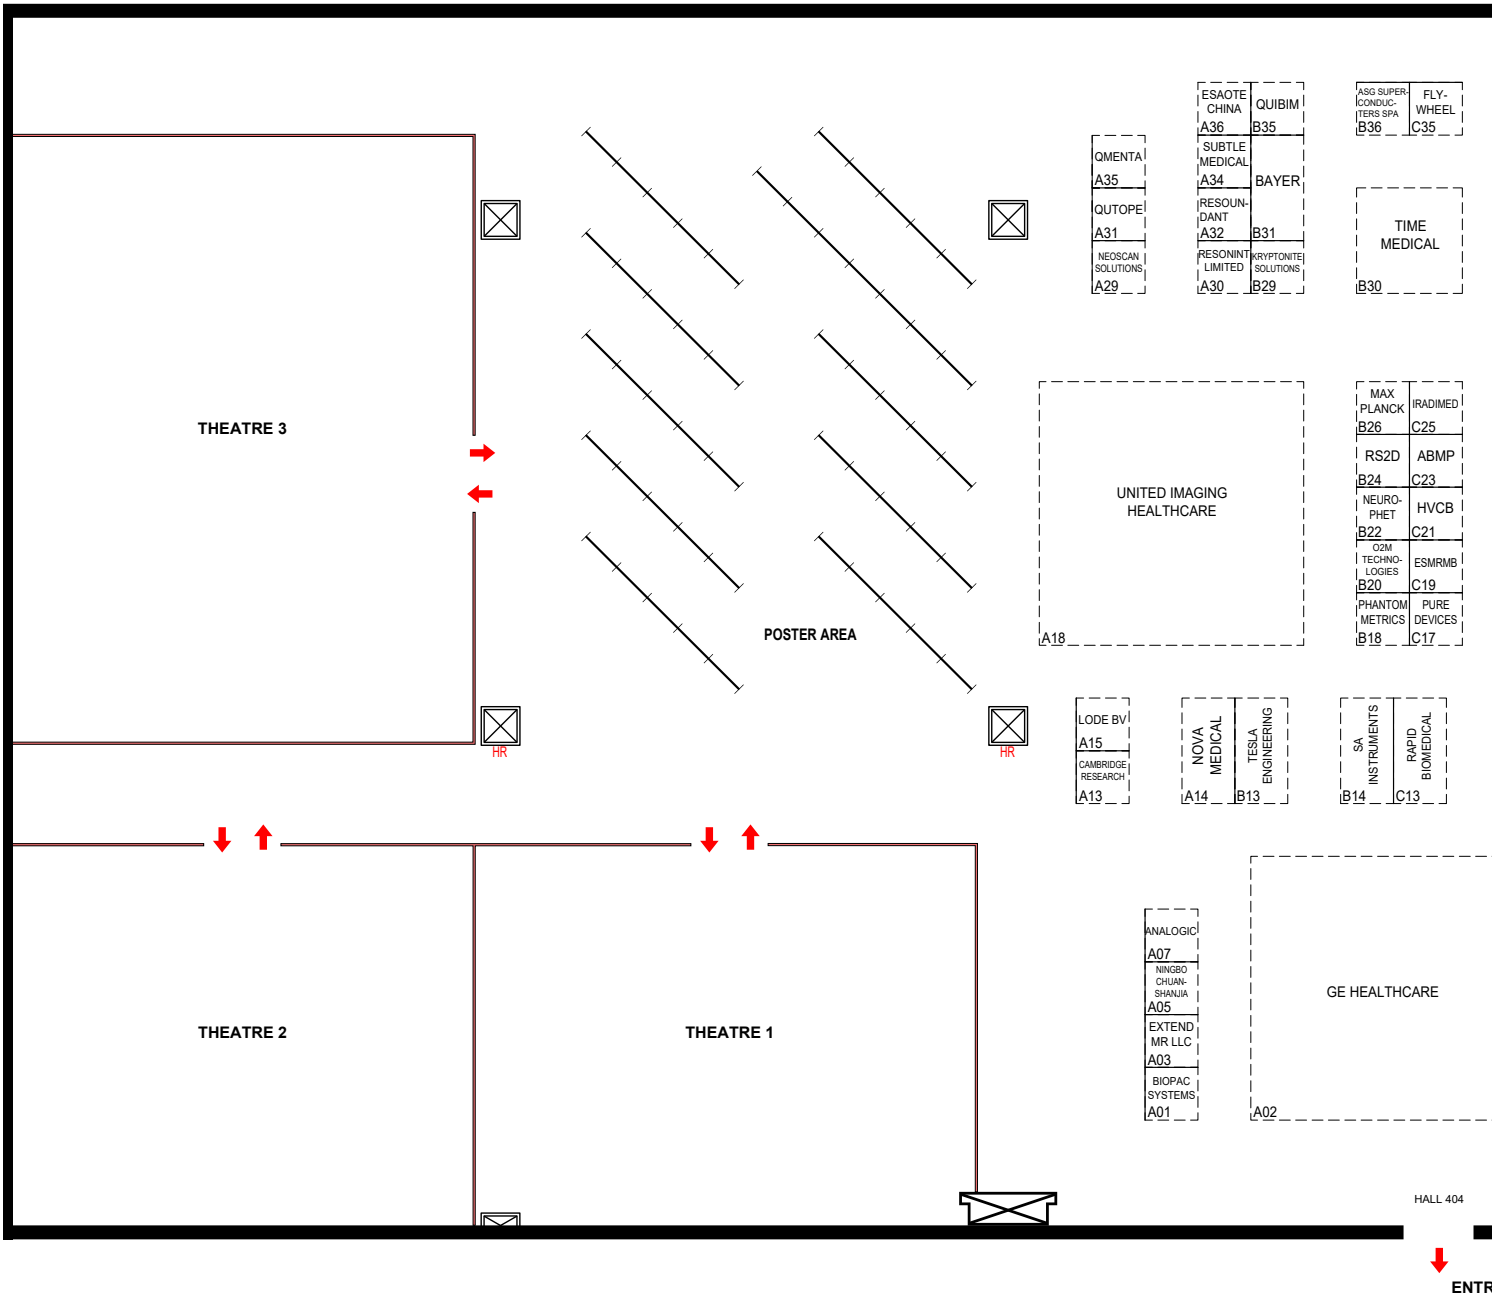 ESAOTE
CHINA
A36
QUIBIM
B35
ASG SUPER-
CONDUC-
TERS SPA
B36
FLY-
WHEEL
C35
QMENTA
A35
SUBTLE
MEDICAL
A34
BAYER
B31
QUTOPE
A31
RESOUN-
DANT
A32
TIME
MEDICAL
B30
NEOSCAN
SOLUTIONS
A29
RESONINT
LIMITED
A30
KRYPTONITE
SOLUTIONS
B29
THEATRE 3
UNITED IMAGING
HEALTHCARE
A18
MAX
PLANCK
B26
IRADIMED
C25
RS2D
B24
ABMP
C23
NEURO-
PHET
B22
HVCB
C21
O2M
TECHNO-
LOGIES
B20
ESMRMB
C19
PHANTOM
METRICS
B18
PURE
DEVICES
C17
POSTER AREA
HR
HR
LODE BV
A15
CAMBRIDGE
RESEARCH
A13
NOVA
MEDICAL
A14
TESLA
ENGINEERING
B13
SA
INSTRUMENTS
B14
RAPID
BIOMEDICAL
C13
ANALOGIC
A07
NINGBO
CHUAN-
SHANJIA
A05
EXTEND
MR LLC
A03
BIOPAC
SYSTEMS
A01
GE HEALTHCARE
A02
THEATRE 2
THEATRE 1
HALL 404
ENTR